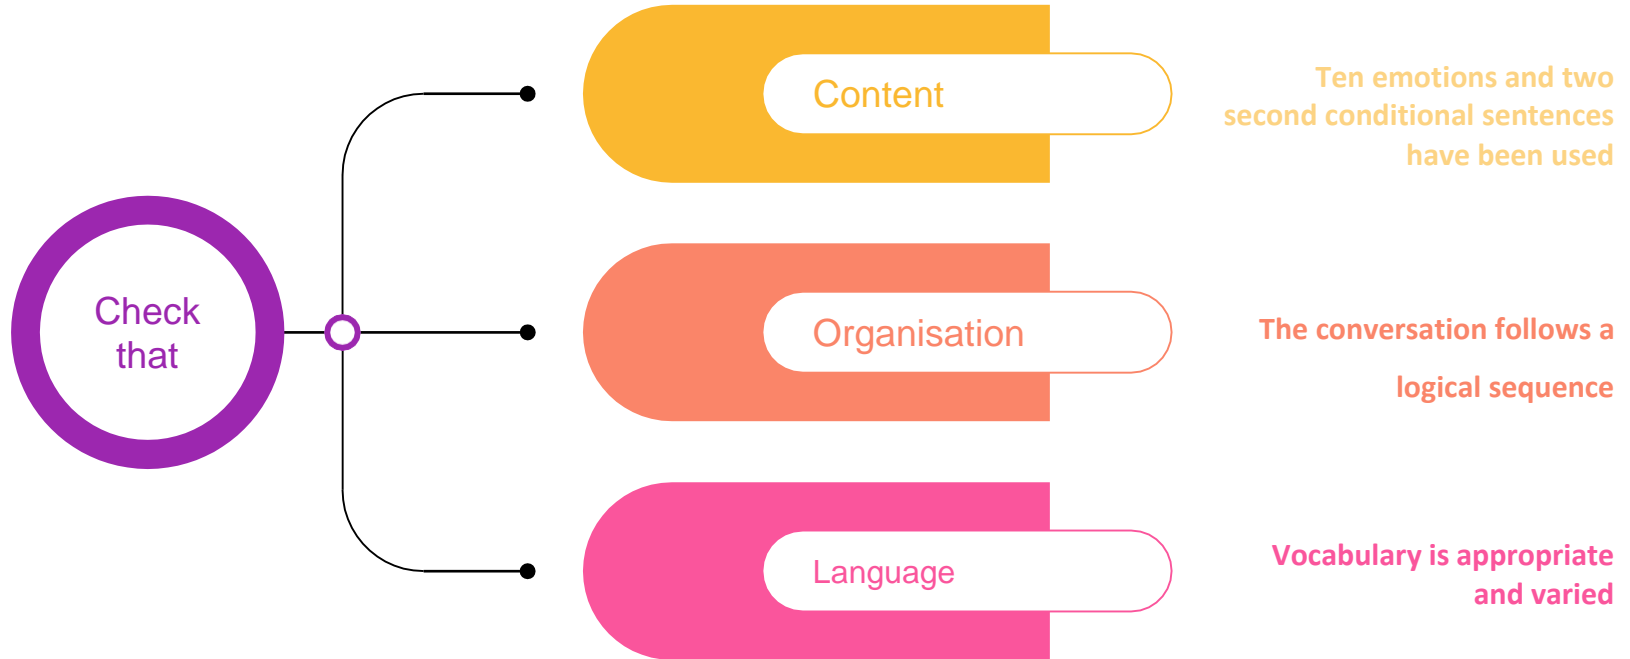 Check
that
Content
Ten emotions and two
second conditional sentences
have been used
Organisation
The conversation follows a
logical sequence
Language
Vocabulary is appropriate
and varied